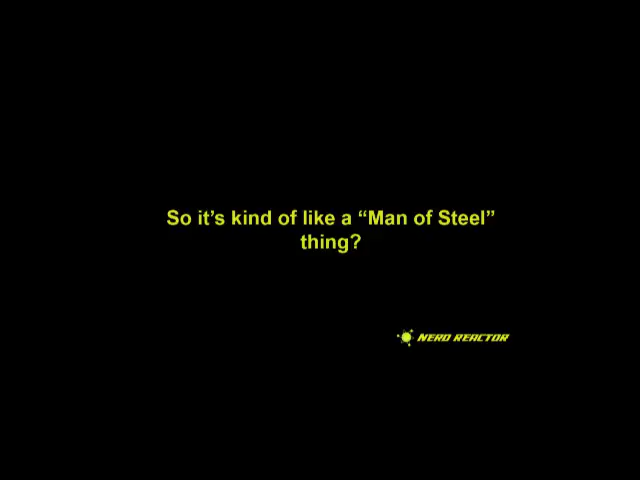 So it’s kind of like a “Man of Steel”
thing?
NERD REACTOR